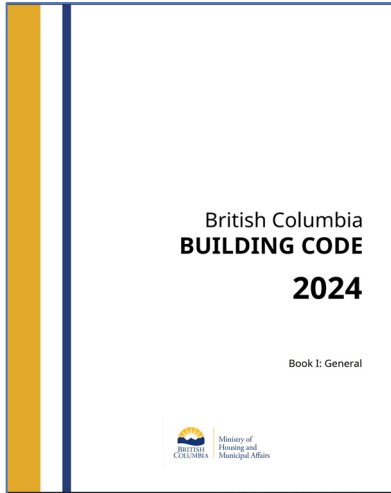 British Columbia
BUILDING CODE
2024
Book I: General
BRITISH
COLUMBIA
Ministry of
Housing and
Municipal Affairs